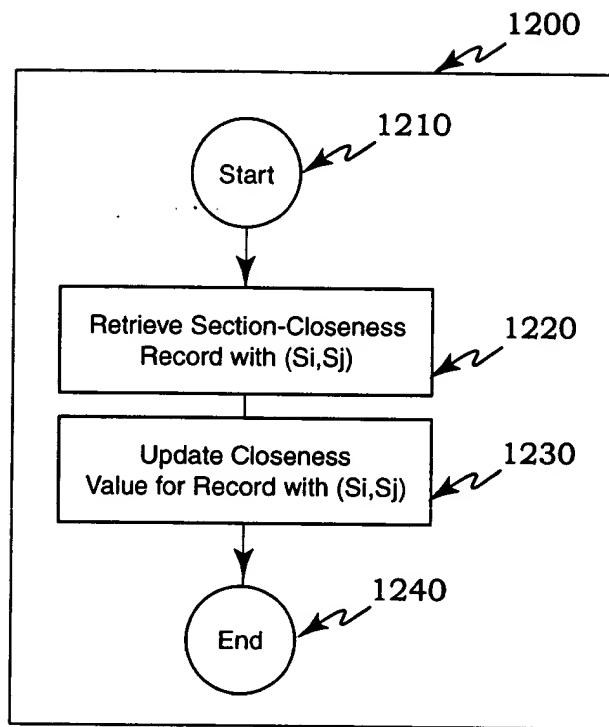 1200
1210
Start
Retrieve Section-Closeness
Record with (Si,Sj)
1220
Update Closeness
Value for Record with (Si,Sj)
1230
1240
End